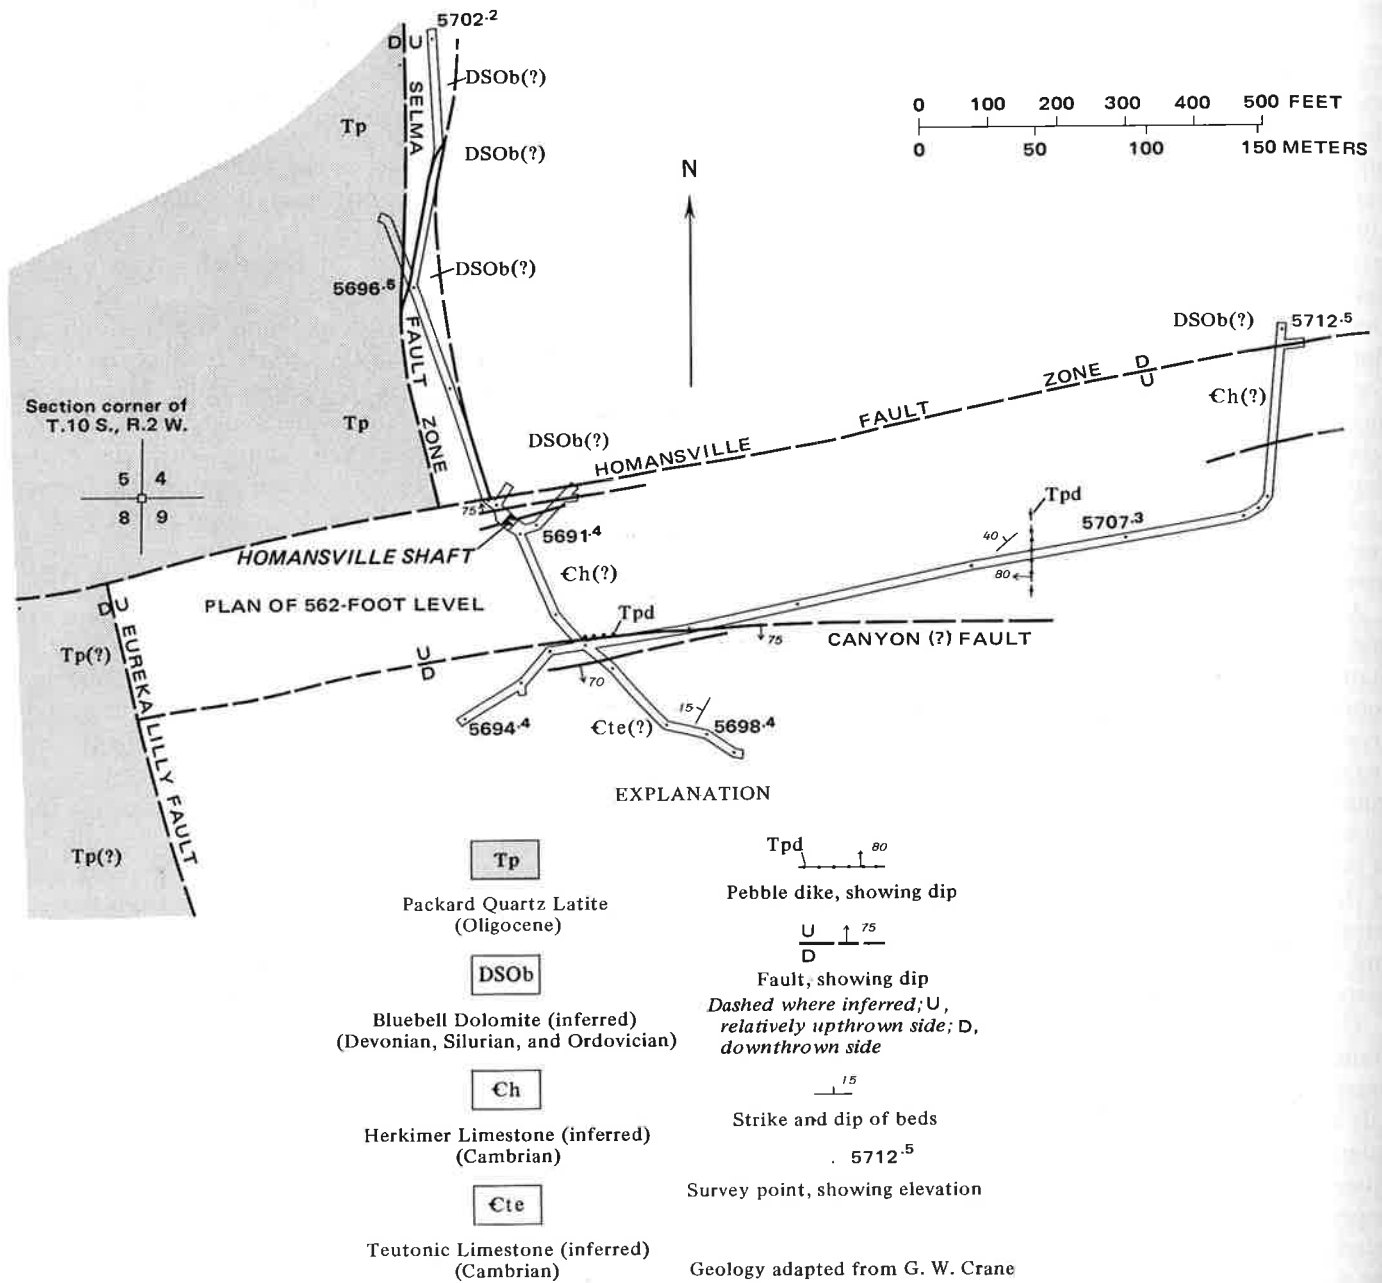 5702.2
D U
SELMA
FAULT
ZONE
DSOb(?)
Tp
DSOb(?)
DSOb(?)
5696.5
Tp
0 100 200 300 400 500 FEET
0 50 100 150 METERS
N
Section corner of
T.10 S., R.2 W.
5 4
8 9
DSOb(?)
HOMANSVILLE FAULT ZONE
D
U
DSOb(?)
5712.5
Єh(?)
75
HOMANSVILLE SHAFT
5691.4
Єh(?)
Tpd
5707.3
40
80
PLAN OF 562-FOOT LEVEL
Tpd
75
CANYON (?) FAULT
U
D
D U
EUREKA LILLY FAULT
Tp(?)
70
15
5694.4
Єte(?)
5698.4
Tp(?)
EXPLANATION
Tp
Packard Quartz Latite
(Oligocene)
DSOb
Bluebell Dolomite (inferred)
(Devonian, Silurian, and Ordovician)
Єh
Herkimer Limestone (inferred)
(Cambrian)
Єte
Teutonic Limestone (inferred)
(Cambrian)
Tpd 80
Pebble dike, showing dip
U 75
D
Fault, showing dip
Dashed where inferred; U,
relatively upthrown side; D,
downthrown side
15
Strike and dip of beds
. 5712.5
Survey point, showing elevation
Geology adapted from G. W. Crane